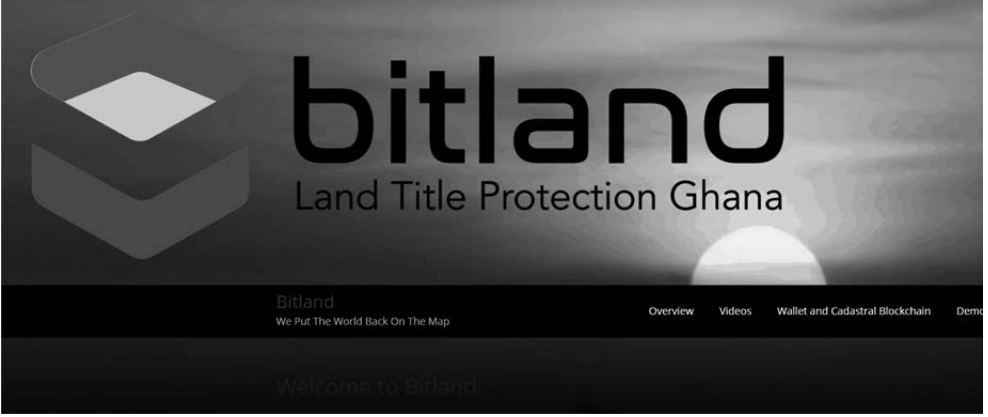 bitland
Land Title Protection Ghana
Bitland
We Put The World Back On The Map
Overview Videos Wallet and Cadastral Blockchain Demo
Welcome to Bitland